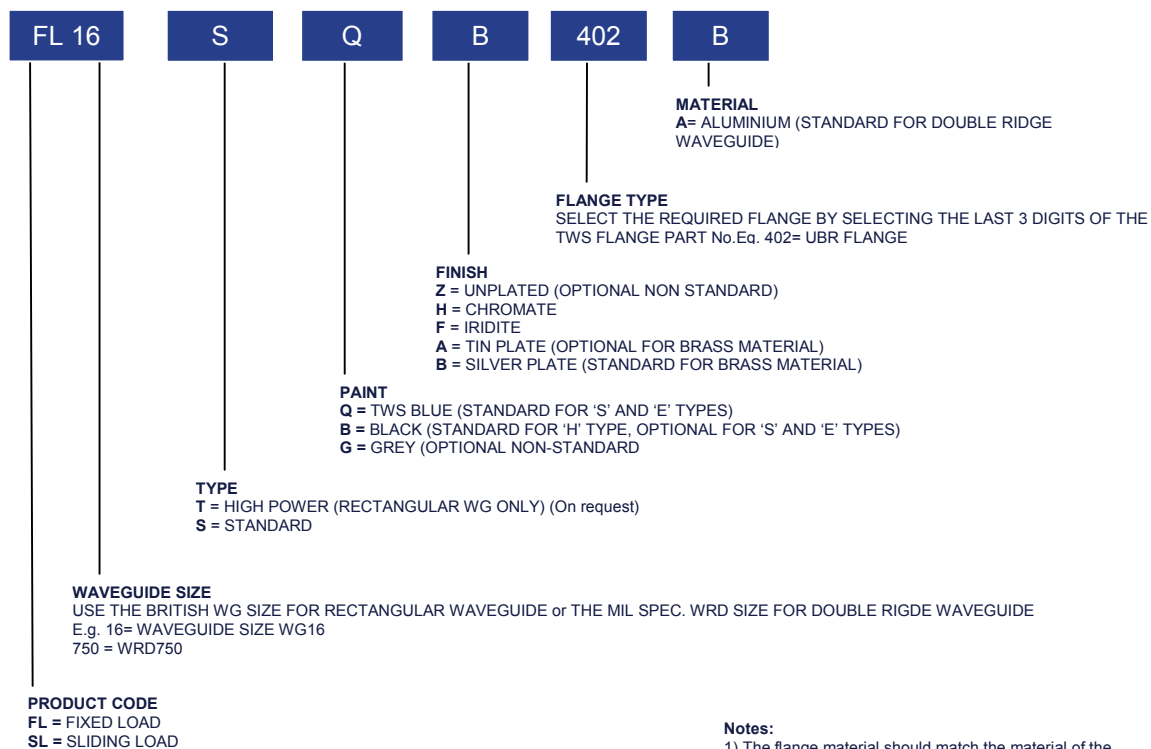 FL 16 S Q B 402 B
MATERIAL
A= ALUMINIUM (STANDARD FOR DOUBLE RIDGE
WAVEGUIDE)
FLANGE TYPE
SELECT THE REQUIRED FLANGE BY SELECTING THE LAST 3 DIGITS OF THE
TWS FLANGE PART No.Eg. 402= UBR FLANGE
FINISH
Z = UNPLATED (OPTIONAL NON STANDARD)
H = CHROMATE
F = IRIDITE
A = TIN PLATE (OPTIONAL FOR BRASS MATERIAL)
B = SILVER PLATE (STANDARD FOR BRASS MATERIAL)
PAINT
Q = TWS BLUE (STANDARD FOR ‘S’ AND ‘E’ TYPES)
B = BLACK (STANDARD FOR ‘H’ TYPE, OPTIONAL FOR ‘S’ AND ‘E’ TYPES)
G = GREY (OPTIONAL NON-STANDARD
TYPE
T = HIGH POWER (RECTANGULAR WG ONLY) (On request)
S = STANDARD
WAVEGUIDE SIZE
USE THE BRITISH WG SIZE FOR RECTANGULAR WAVEGUIDE or THE MIL SPEC. WRD SIZE FOR DOUBLE RIGDE WAVEGUIDE
E.g. 16= WAVEGUIDE SIZE WG16
750 = WRD750
PRODUCT CODE
FL = FIXED LOAD
SL = SLIDING LOAD
Notes:
1) The flange material should match the material of the